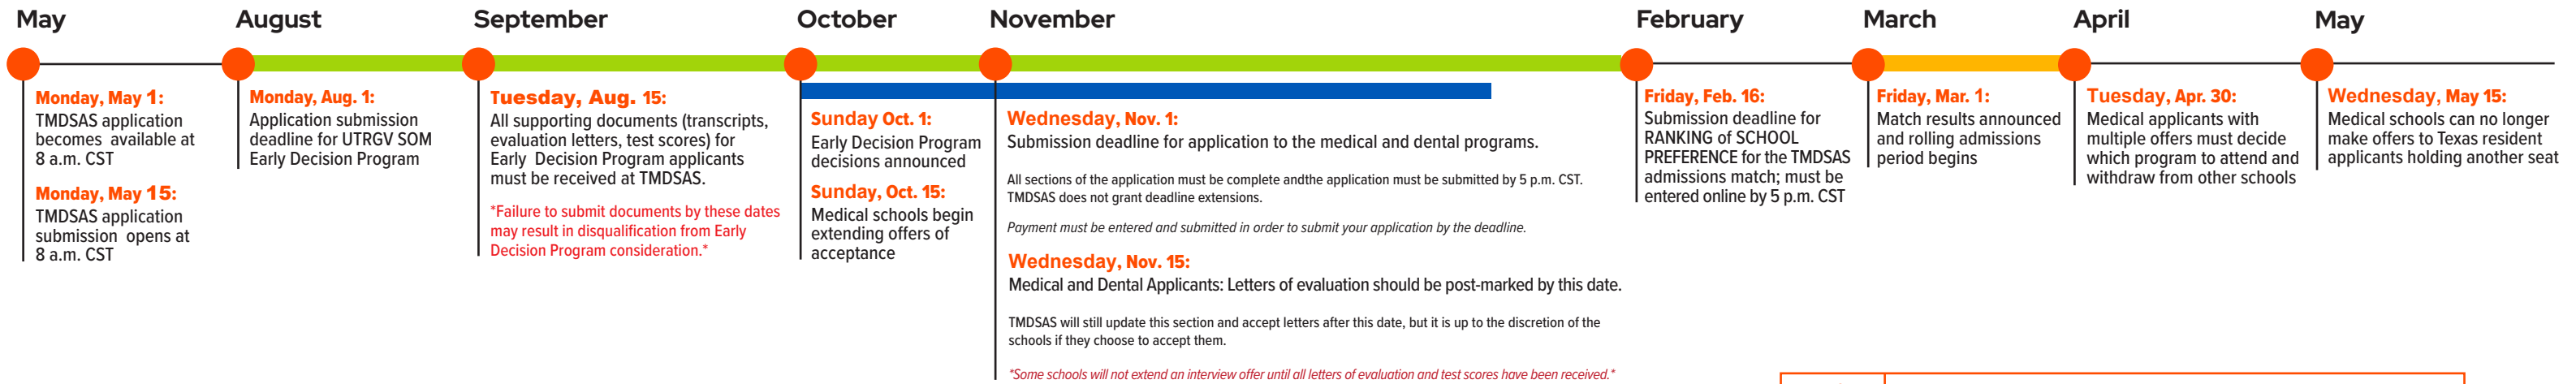 May
Monday, May 1:
TMDSAS application
becomes  available at
8 a.m. CST
Monday, May 15:
TMDSAS application
submission  opens at
8 a.m. CST
August
Monday, Aug. 1:
Application submission
deadline for UTRGV SOM
Early Decision Program
September
Tuesday, Aug. 15:
All supporting documents (transcripts,
evaluation letters, test scores) for
Early  Decision Program applicants
must be received at TMDSAS.
*Failure to submit documents by these dates
may result in disqualification from Early
Decision Program consideration.*
October
Sunday Oct. 1:
Early Decision Program
decisions announced
Sunday, Oct. 15:
Medical schools begin
extending offers of
acceptance
November
Wednesday, Nov. 1:
Submission deadline for application to the medical and dental programs.
All sections of the application must be complete andthe application must be submitted by 5 p.m. CST.
TMDSAS does not grant deadline extensions.
Payment must be entered and submitted in order to submit your application by the deadline.
Wednesday, Nov. 15:
Medical and Dental Applicants: Letters of evaluation should be post-marked by this date.
TMDSAS will still update this section and accept letters after this date, but it is up to the discretion of the
schools if they choose to accept them.
*Some schools will not extend an interview offer until all letters of evaluation and test scores have been received.*
February
Friday, Feb. 16:
Submission deadline for
RANKING of SCHOOL
PREFERENCE for the TMDSAS
admissions match; must be
entered online by 5 p.m. CST
March
Friday, Mar. 1:
Match results announced
and rolling admissions
period begins
April
Tuesday, Apr. 30:
Medical applicants with
multiple offers must decide
which program to attend and
withdraw from other schools
May
Wednesday, May 15:
Medical schools can no longer
make offers to Texas resident
applicants holding another seat